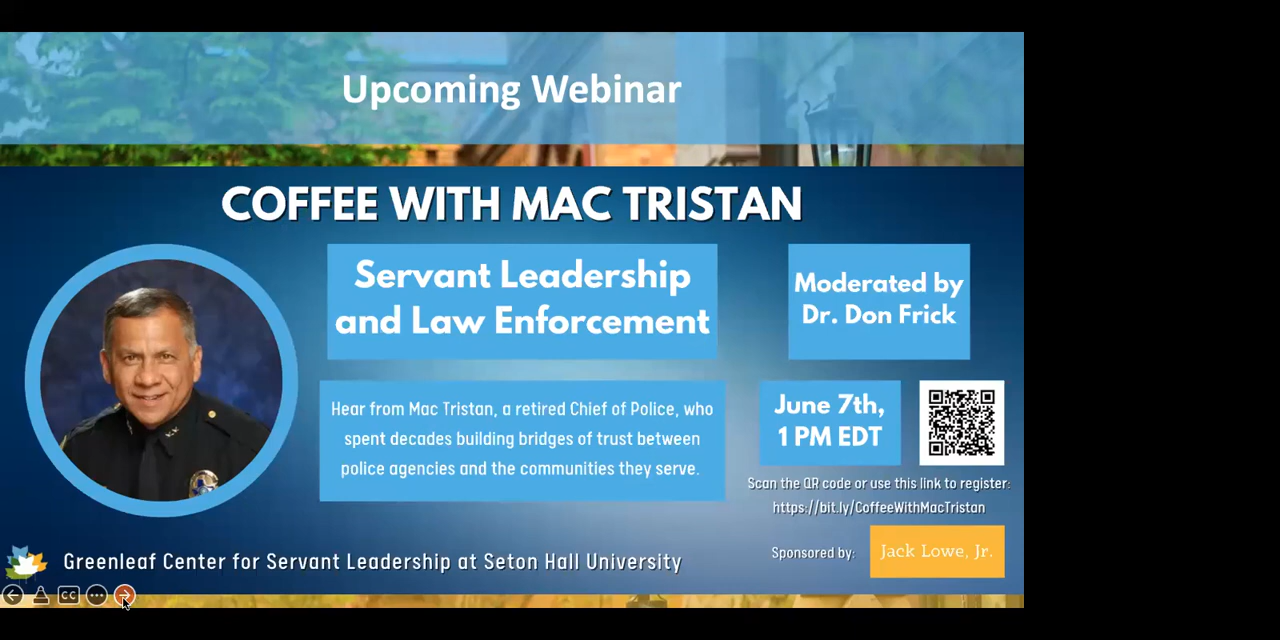 Upcoming Webinar
COFFEE WITH MAC TRISTAN
Servant Leadership
and Law Enforcement
Moderated by
Dr. Don Frick
Hear from Mac Tristan, a retired Chief of Police, who
spent decades building bridges of trust between
police agencies and the communities they serve.
June 7th,
1 PM EDT
Scan the QR code or use this link to register:
https://bit.ly/CoffeeWithMacTristan
Sponsored by:
Jack Lowe, Jr.
Greenleaf Center for Servant Leadership at Seton Hall University
CC